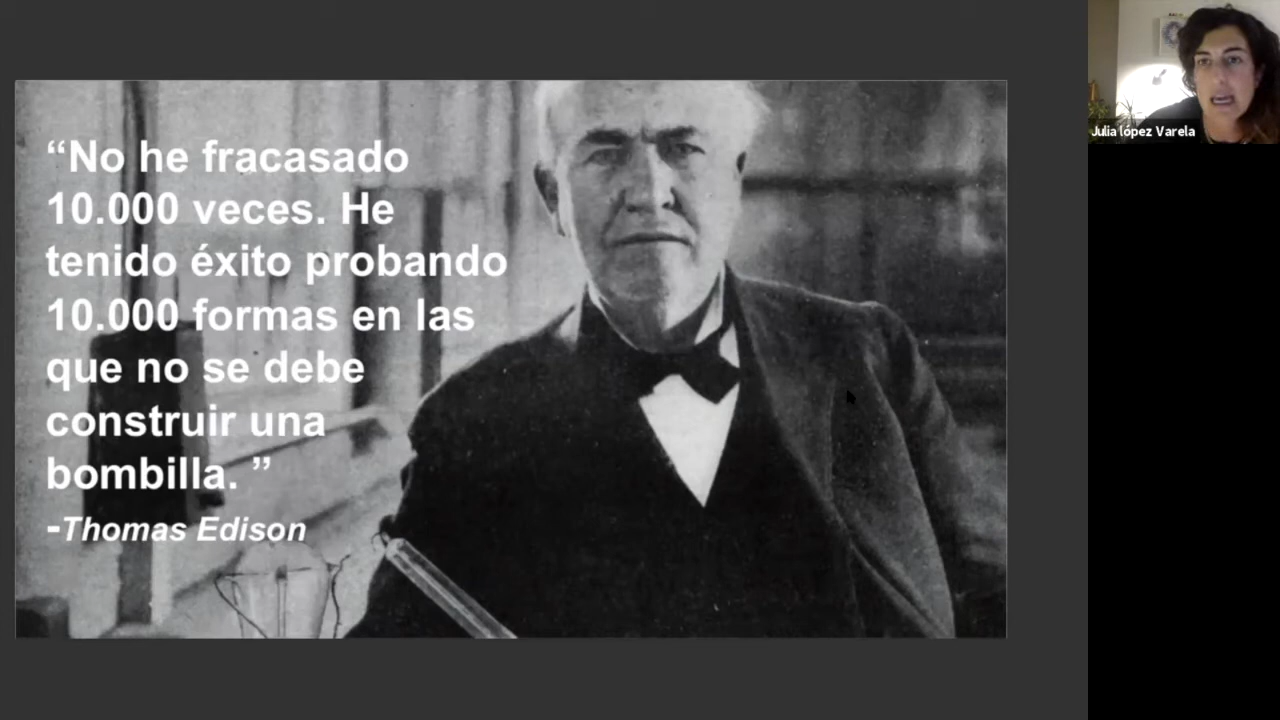 “No he fracasado
10.000 veces. He
tenido éxito probando
10.000 formas en las
que no se debe
construir una
bombilla. ”
-Thomas Edison
Julia lópez Varela